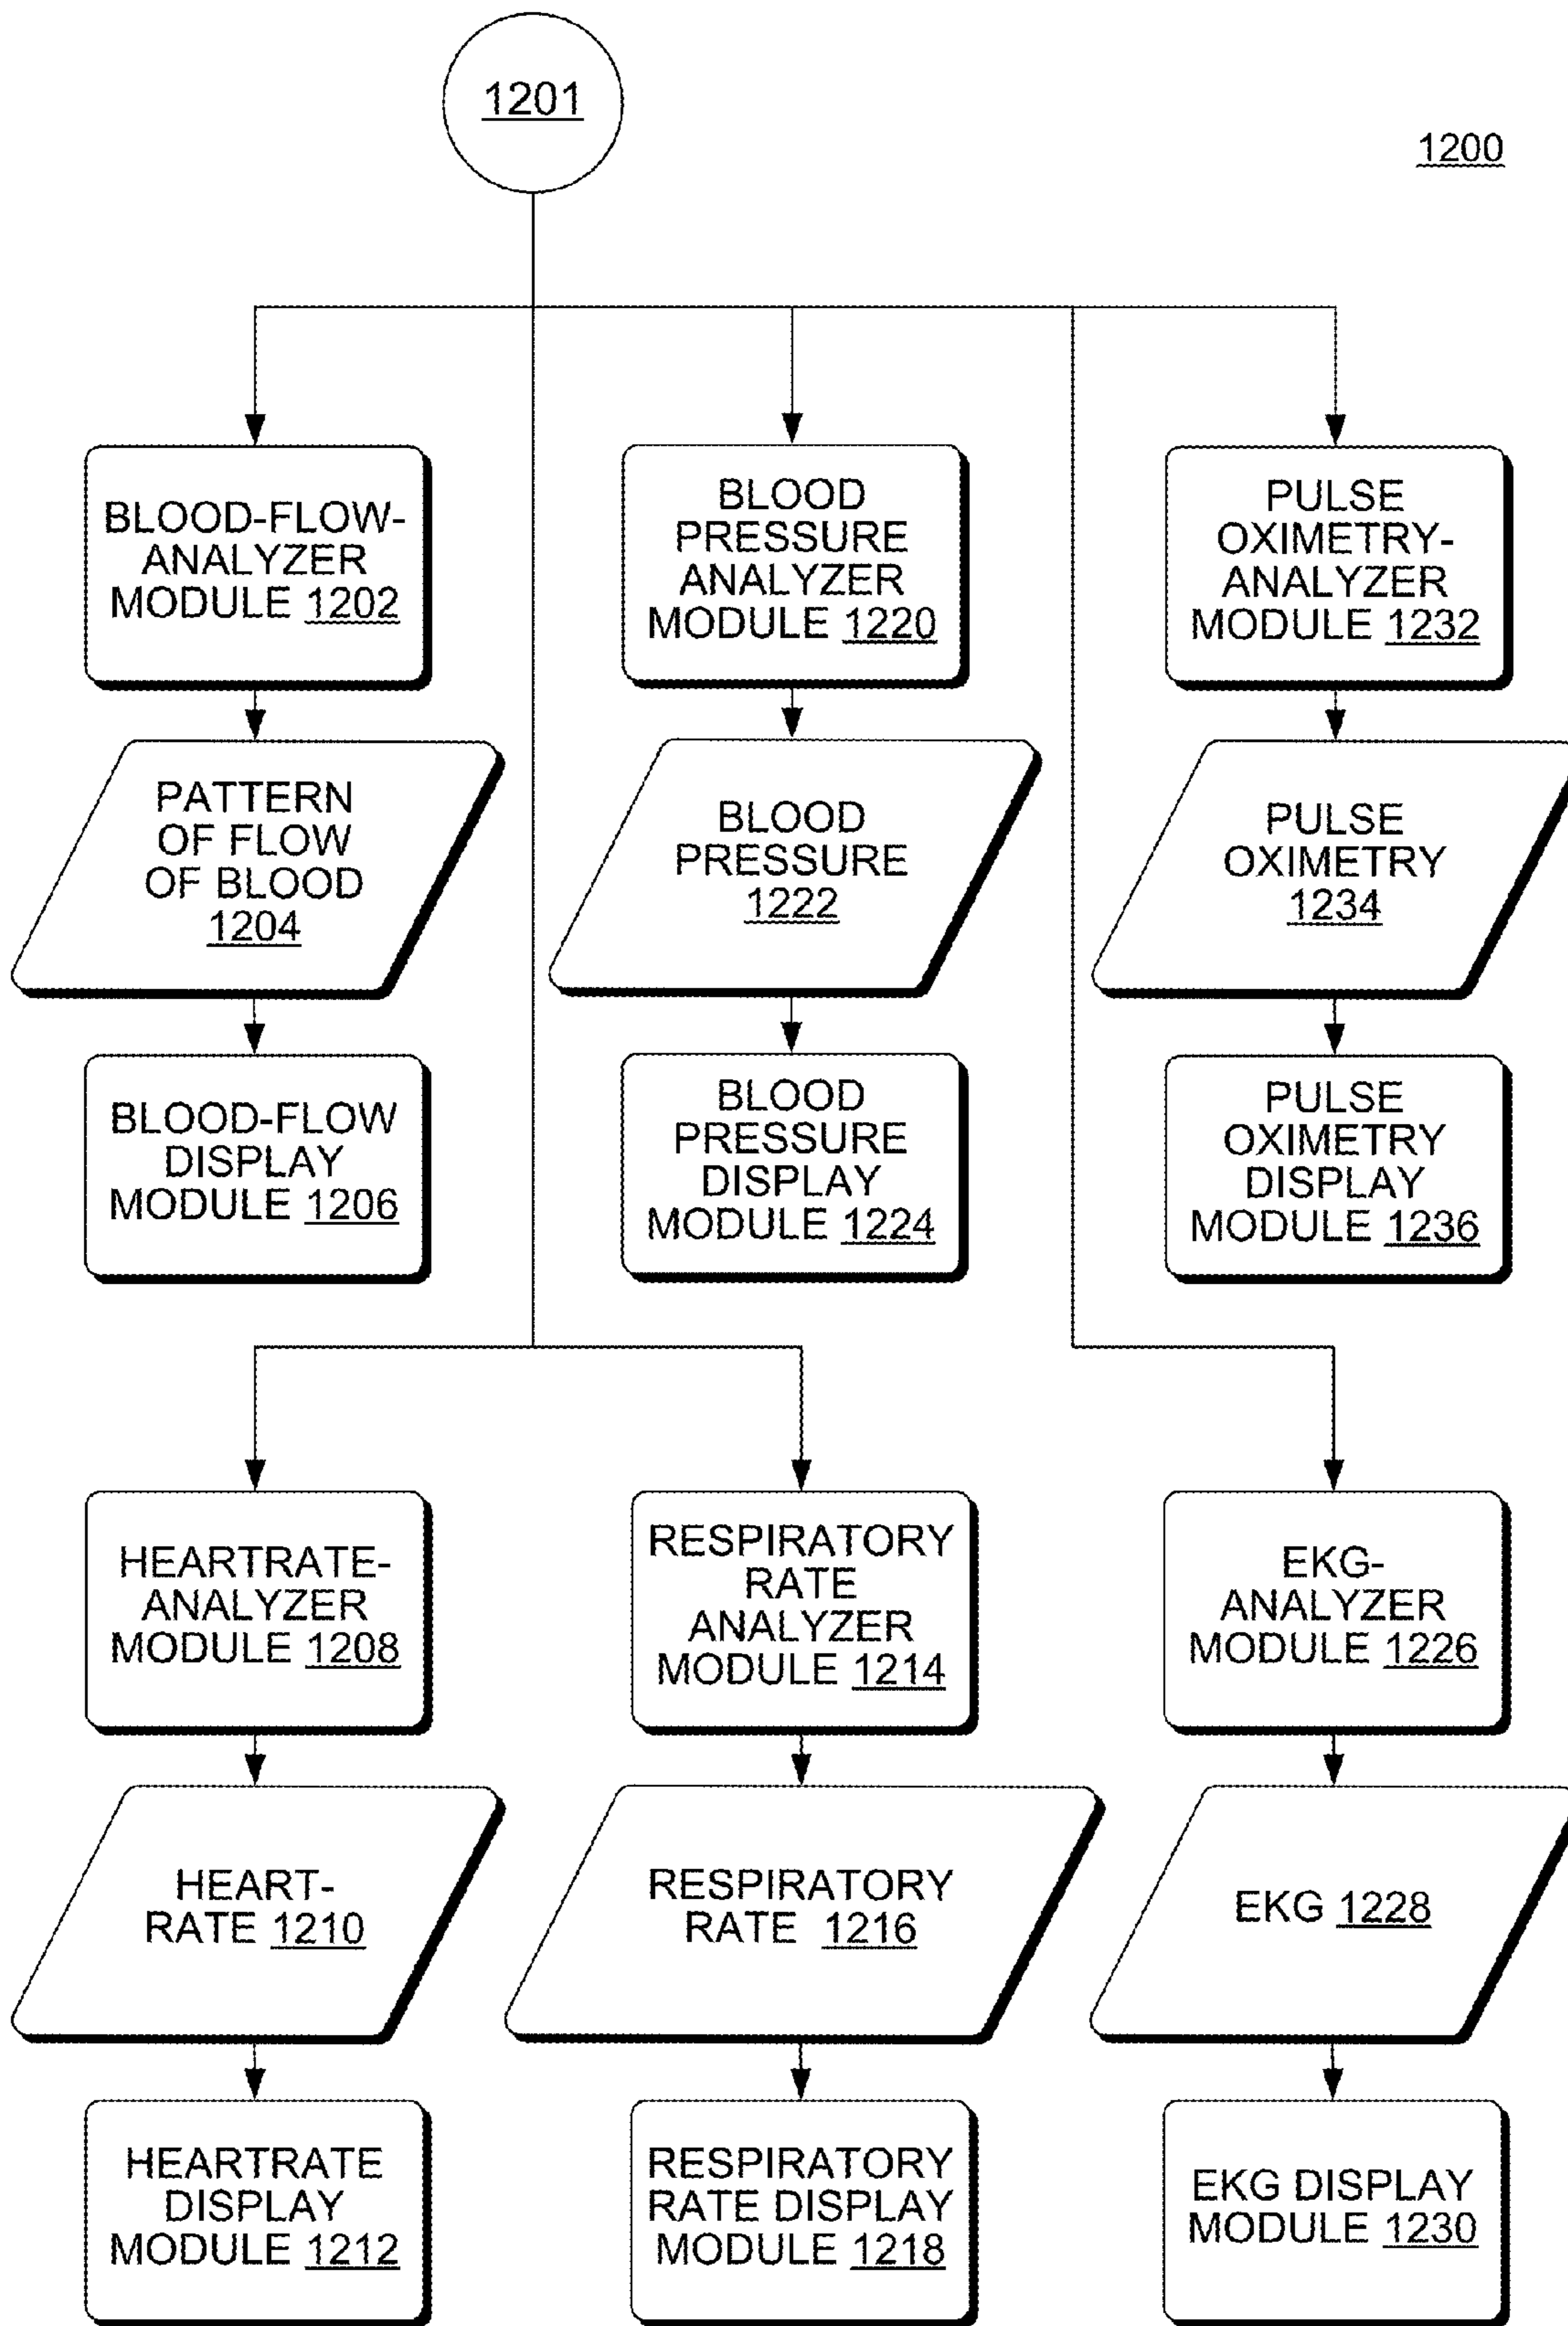 1201
1200
BLOOD-FLOW-
ANALYZER
MODULE 1202
BLOOD
PRESSURE
ANALYZER
MODULE 1220
PULSE
OXIMETRY-
ANALYZER
MODULE 1232
PATTERN
OF FLOW
OF BLOOD
1204
BLOOD
PRESSURE
1222
PULSE
OXIMETRY
1234
BLOOD-FLOW
DISPLAY
MODULE 1206
BLOOD
PRESSURE
DISPLAY
MODULE 1224
PULSE
OXIMETRY
DISPLAY
MODULE 1236
HEARTRATE-
ANALYZER
MODULE 1208
RESPIRATORY
RATE
ANALYZER
MODULE 1214
EKG-
ANALYZER
MODULE 1226
HEART-
RATE 1210
RESPIRATORY
RATE 1216
EKG 1228
HEARTRATE
DISPLAY
MODULE 1212
RESPIRATORY
RATE DISPLAY
MODULE 1218
EKG DISPLAY
MODULE 1230